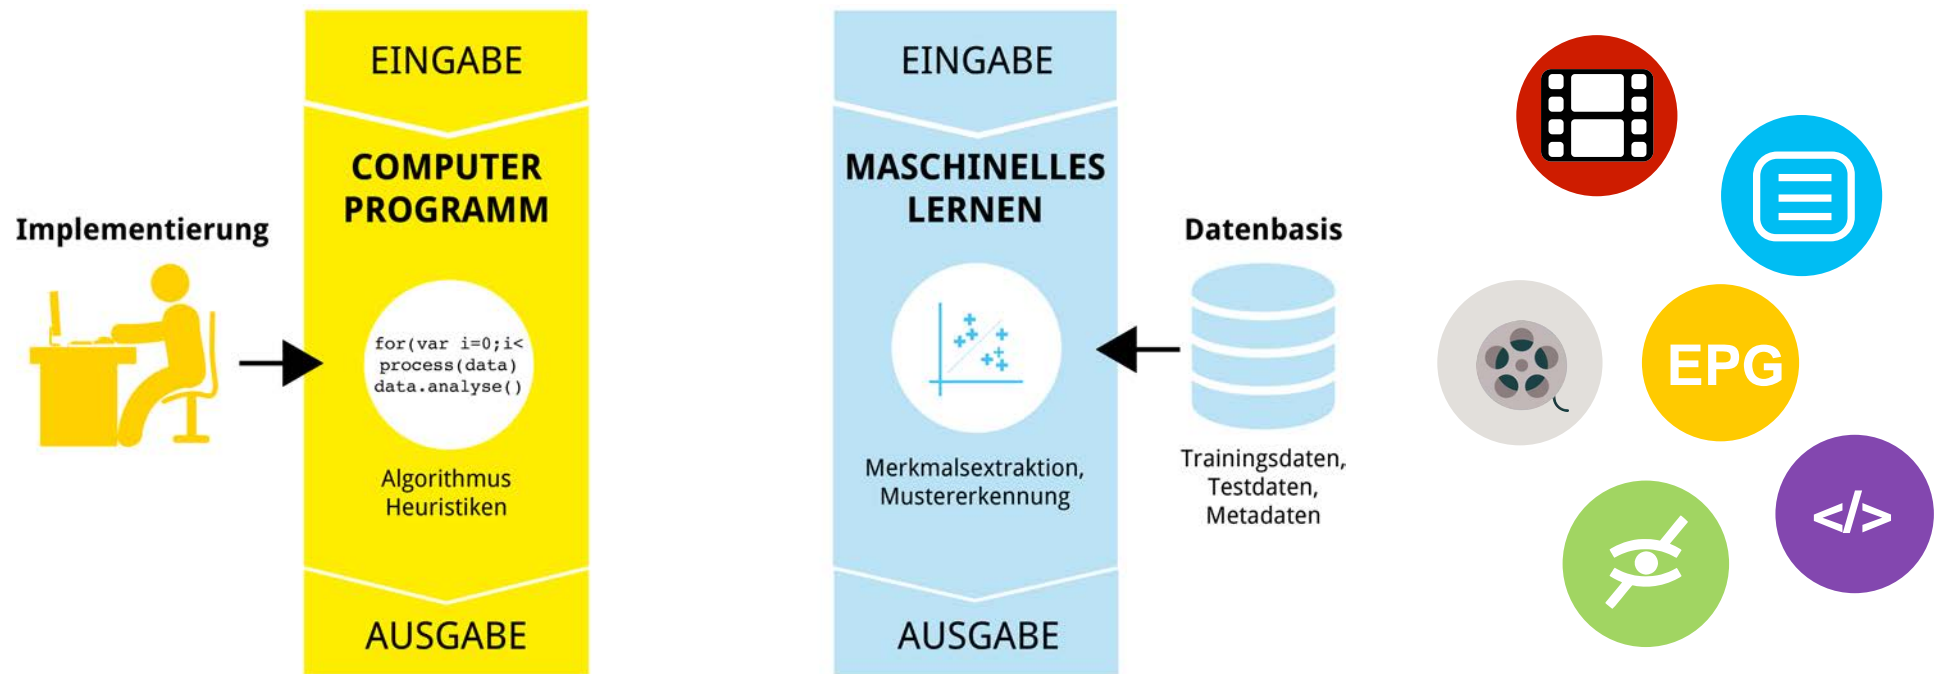 Implementierung
EINGABE
COMPUTER
PROGRAMM
for(var i=0;i<
process(data)
data.analyse()
Algorithmus
Heuristiken
AUSGABE
EINGABE
MASCHINELLES
LERNEN
Merkmalsextraktion,
Mustererkennung
AUSGABE
Datenbasis
Trainingsdaten,
Testdaten,
Metadaten
EPG
</>